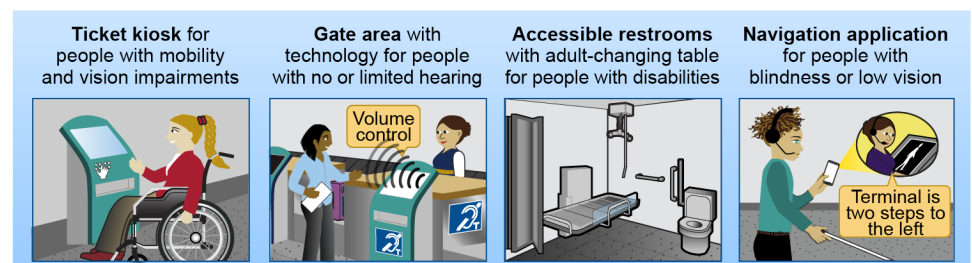 Ticket kiosk for
people with mobility
and vision impairments
Gate area with
technology for people
with no or limited hearing
Accessible restrooms
with adult-changing table
for people with disabilities
Navigation application
for people with
blindness or low vision
Volume
control
T
T
Terminal is
two steps to
the left